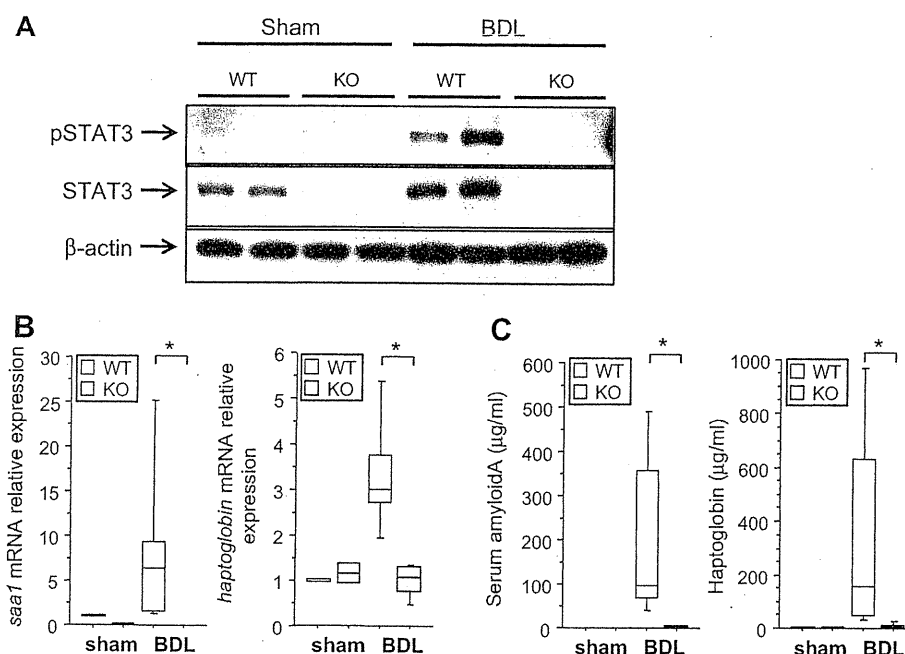 A
Sham
BDL
WT
KO
WT
KO
pSTAT3
STAT3
β-actin
B
saa1 mRNA relative expression
30
25
20
15
10
5
0
WT
KO
*
sham
BDL
haptoglobin mRNA relative
expression
6
5
4
3
2
1
0
WT
KO
*
sham
BDL
C
Serum amyloidA (μg/ml)
600
500
400
300
200
100
0
WT
KO
*
sham
BDL
Haptoglobin (μg/ml)
1000
800
600
400
200
0
WT
KO
*
sham
BDL